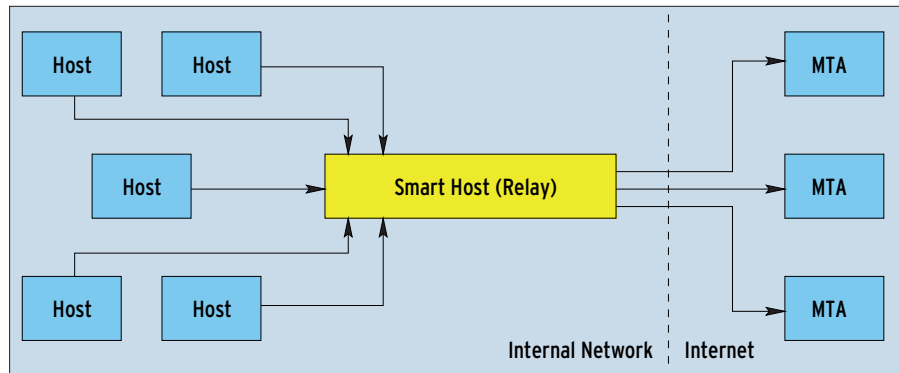 Host
Host
MTA
Host
Smart Host (Relay)
MTA
Host
Host
MTA
Internal Network
Internet